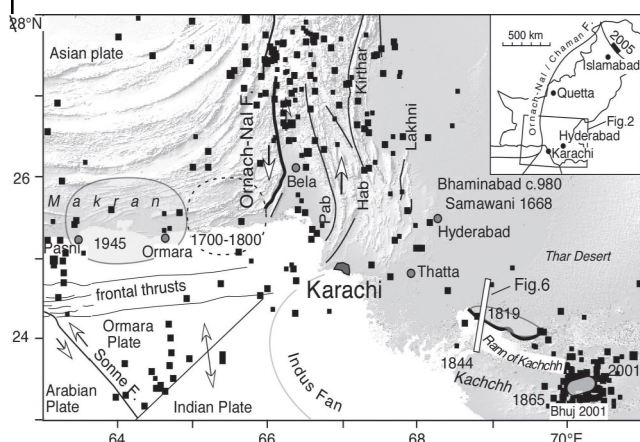 28°N
Asian plate
Ornach-Nal F.
Kirthar
Lakhni
500 km
Ornach-Nal / Chaman F.
2005
Islamabad
Quetta
Fig.2
Hyderabad
Karachi
26
Makran
Pasni
1945
Ormara
1700-1800
Bela
Pab
Hab
Bhaminabad c.980
Samawani 1668
Hyderabad
Thatta
Thar Desert
Karachi
frontal thrusts
Fig.6
1819
24
Ormara
Plate
Sonne F.
Arabian
Plate
Indian Plate
Indus Fan
Rann of Kachchh
1844
Kachchh
2001
1865
Bhuj 2001
64
66
68
70°E